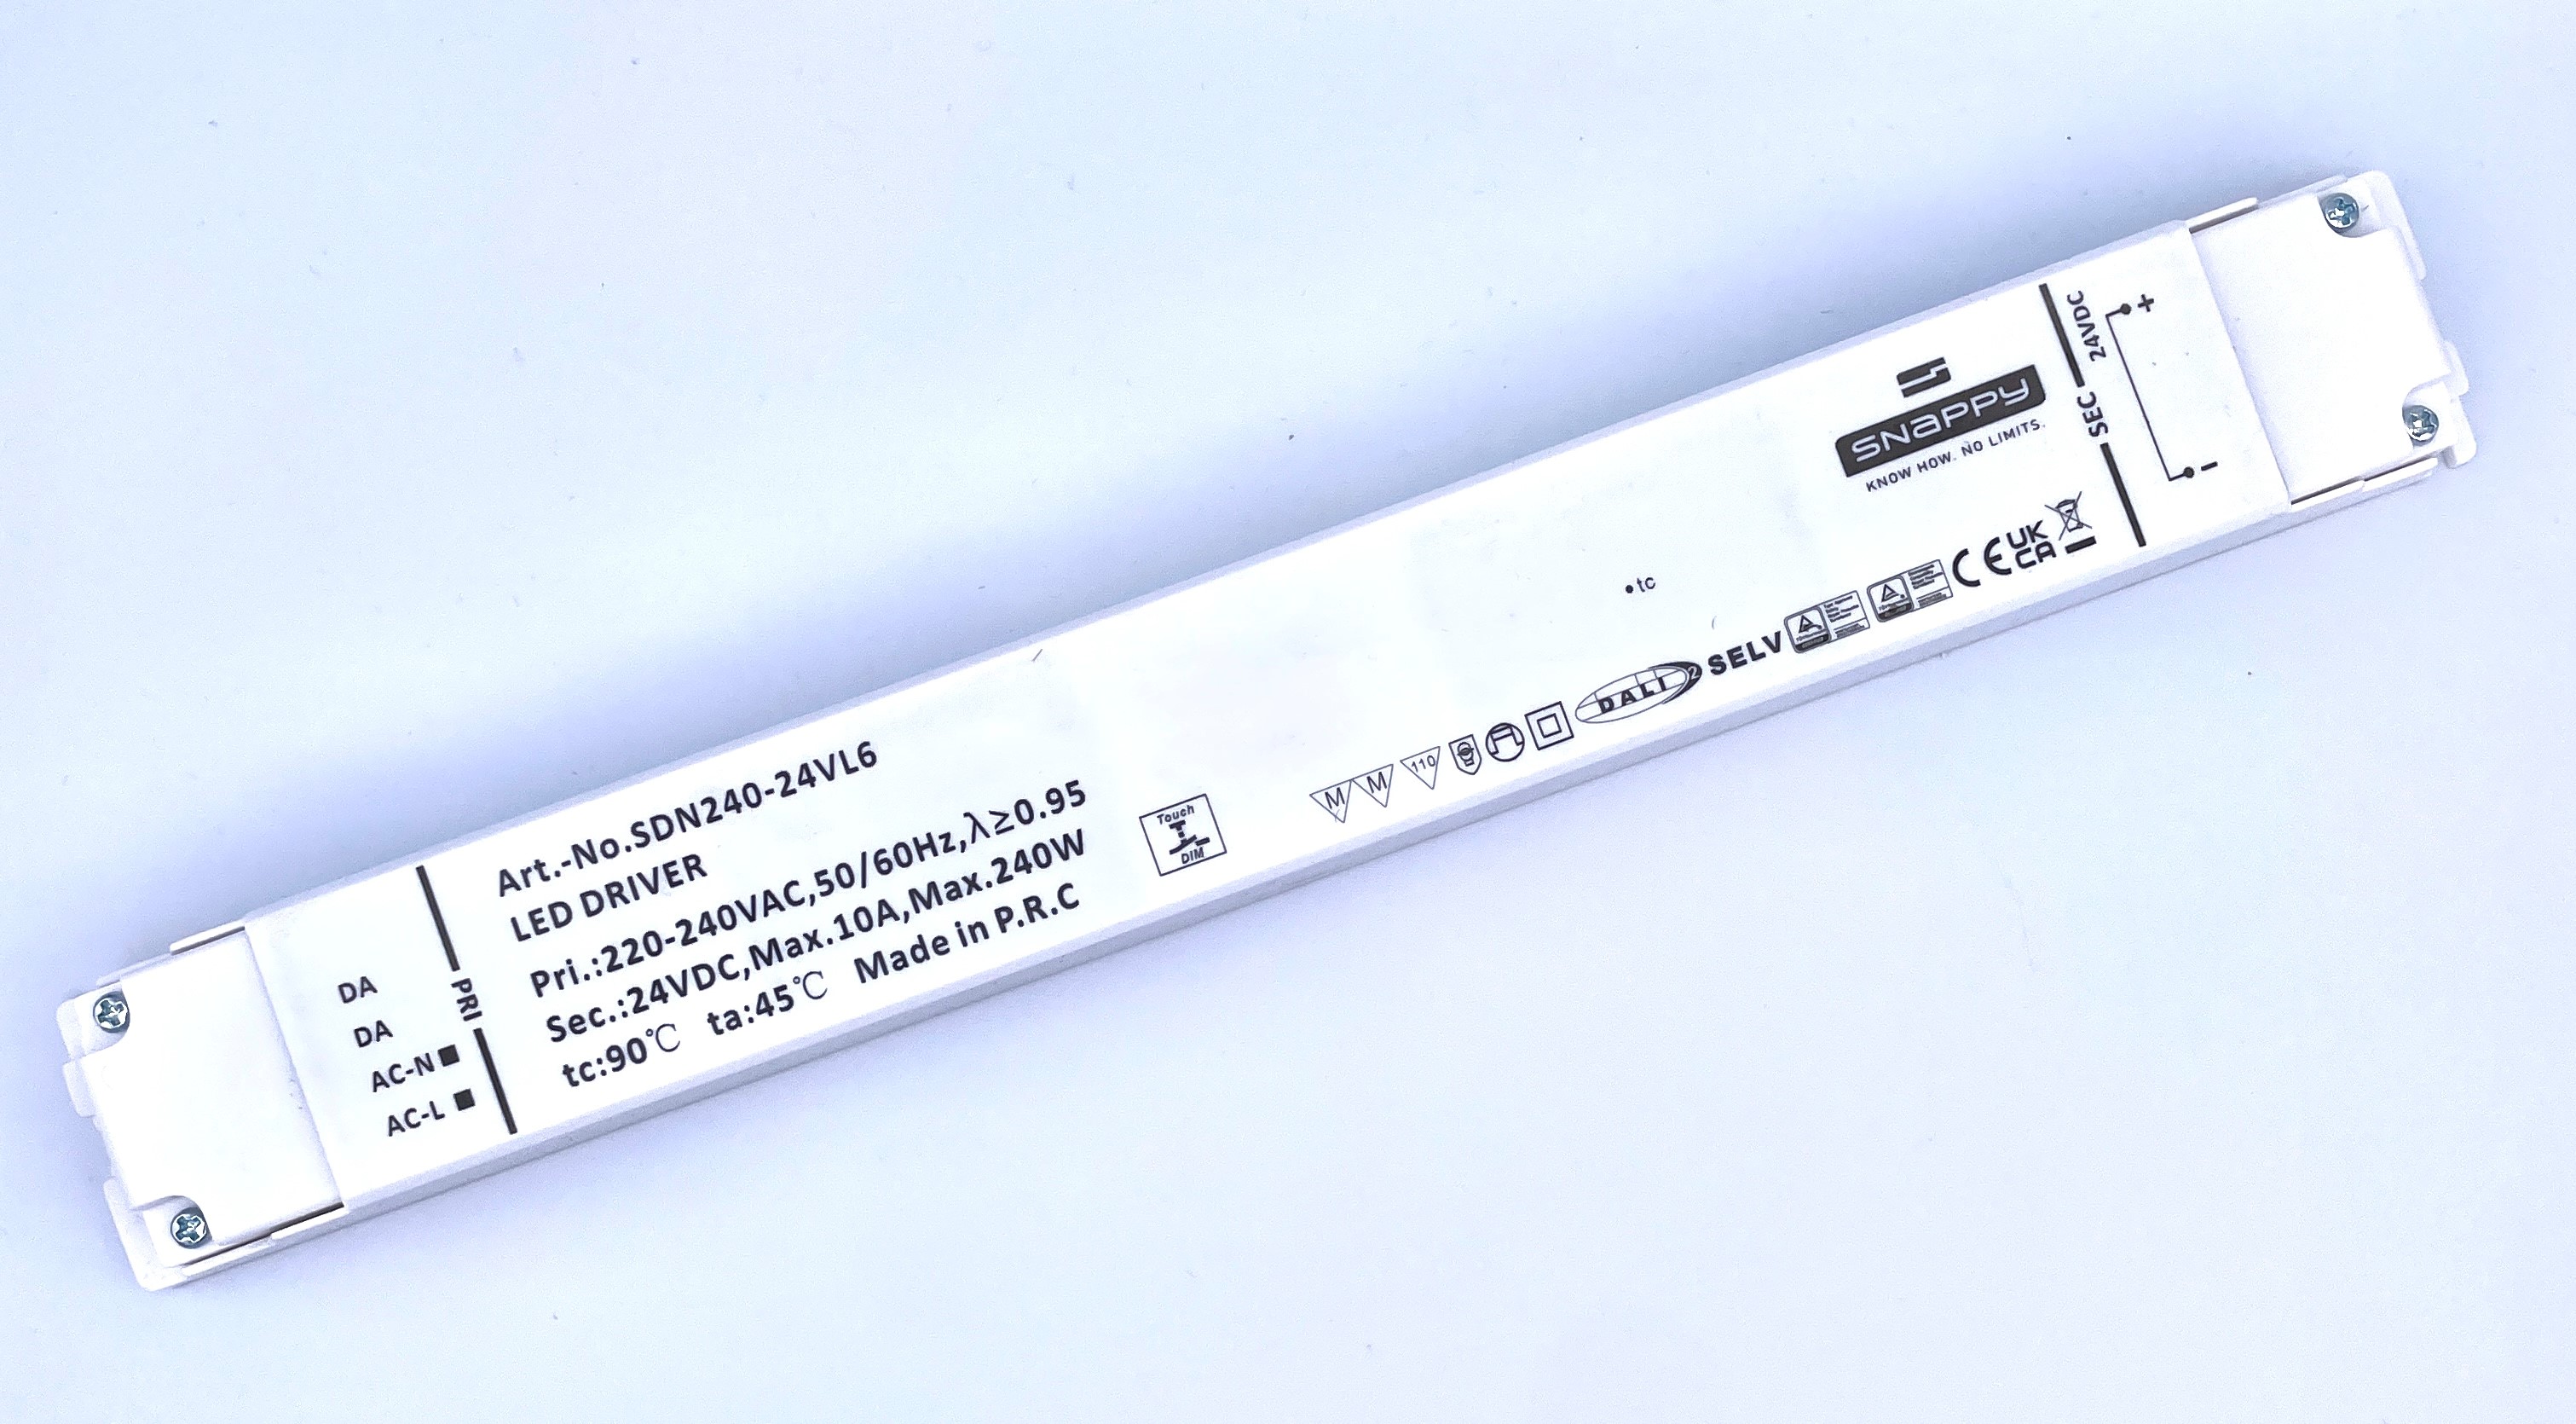 DA
DA
AC-N
AC-L
PRI
Art.-No.SDN240-24VL6
LED DRIVER
Pri.:220-240VAC,50/60Hz,λ≥0.95
Sec.:24VDC,Max.10A,Max.240W
tc:90℃ ta:45℃ Made in P.R.C
Touch
DIM
M M 110
DALI 2
SELV
CE
UK
CA
tc
SNAPPY
KNOW HOW. NO LIMITS.
SEC 24VDC
+
-